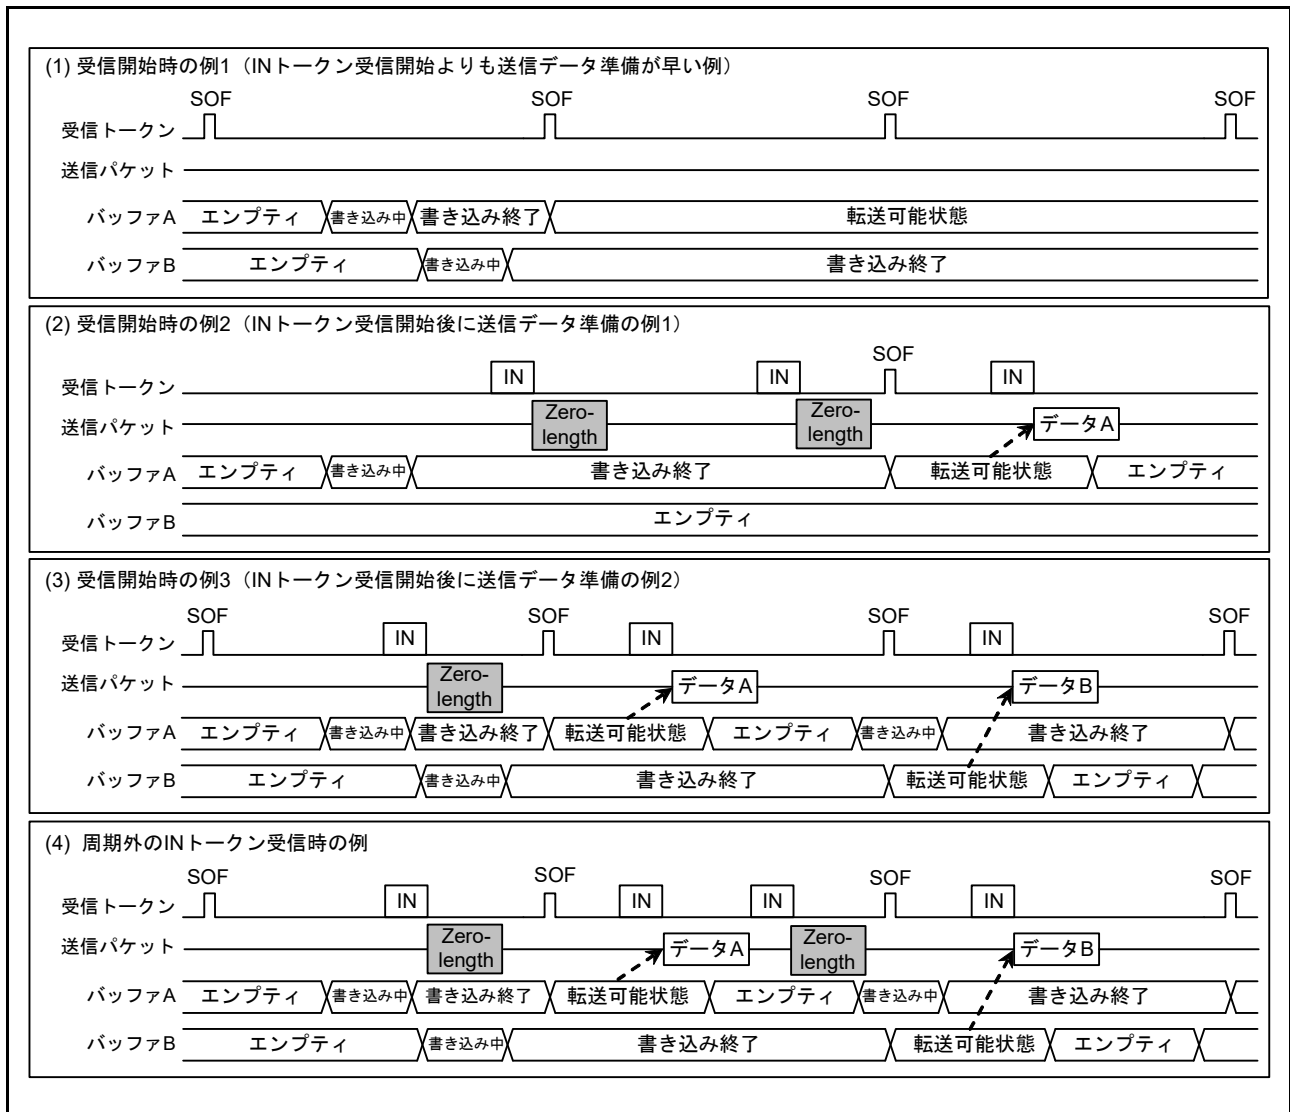 (1) 受信開始時の例1（INトークン受信開始よりも送信データ準備が早い例）
SOF SOF SOF SOF
受信トークン
送信パケット
バッファA エンプティ 書き込み中 書き込み終了 転送可能状態
バッファB エンプティ 書き込み中 書き込み終了
(2) 受信開始時の例2（INトークン受信開始後に送信データ準備の例1）
SOF
受信トークン IN IN IN
送信パケット Zero-length Zero-length データA
バッファA エンプティ 書き込み中 書き込み終了 転送可能状態 エンプティ
バッファB エンプティ
(3) 受信開始時の例3（INトークン受信開始後に送信データ準備の例2）
SOF SOF SOF SOF
受信トークン IN IN IN
送信パケット Zero-length データA データB
バッファA エンプティ 書き込み中 書き込み終了 転送可能状態 エンプティ 書き込み中 書き込み終了
バッファB エンプティ 書き込み中 書き込み終了 転送可能状態 エンプティ
(4) 周期外のINトークン受信時の例
SOF SOF SOF SOF
受信トークン IN IN IN IN
送信パケット Zero-length データA Zero-length データB
バッファA エンプティ 書き込み中 書き込み終了 転送可能状態 エンプティ 書き込み中 書き込み終了
バッファB エンプティ 書き込み中 書き込み終了 転送可能状態 エンプティ